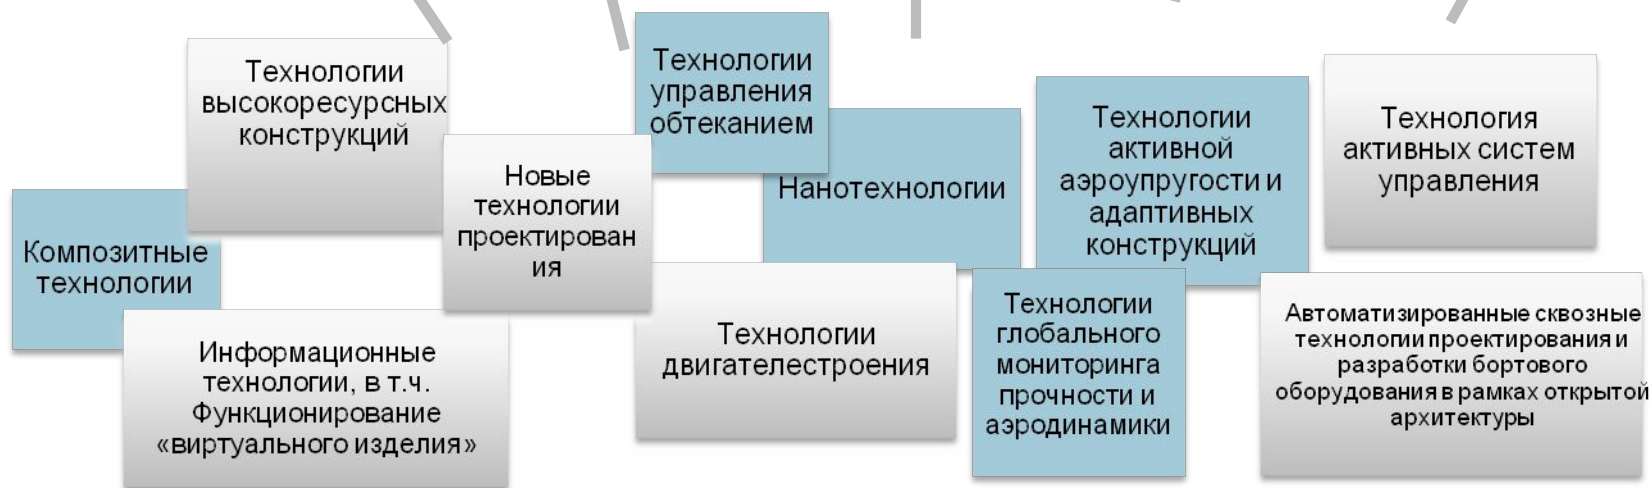 Технологии
высокоресурсных
конструкций
Технологии
управления
обтеканием
Технологии
активной
аэроупругости и
адаптивных
конструкций
Технология
активных систем
управления
Композитные
технологии
Новые
технологии
проектирован
ия
Нанотехнологии
Информационные
технологии, в т.ч.
Функционирование
«виртуального изделия»
Технологии
двигателестроения
Технологии
глобального
мониторинга
прочности и
аэродинамики
Автоматизированные сквозные
технологии проектирования и
разработки бортового
оборудования в рамках открытой
архитектуры